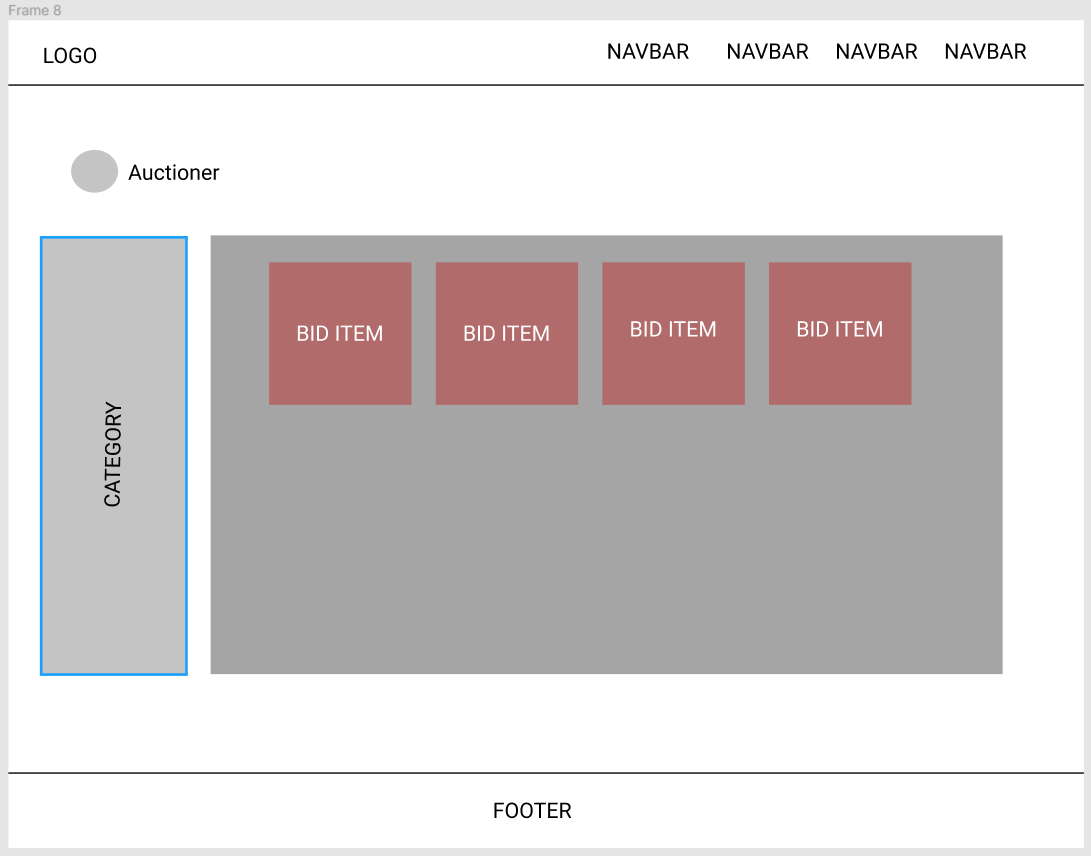 Frame 8
LOGO
NAVBAR NAVBAR NAVBAR NAVBAR
Auctioner
CATEGORY
BID ITEM BID ITEM BID ITEM BID ITEM
FOOTER